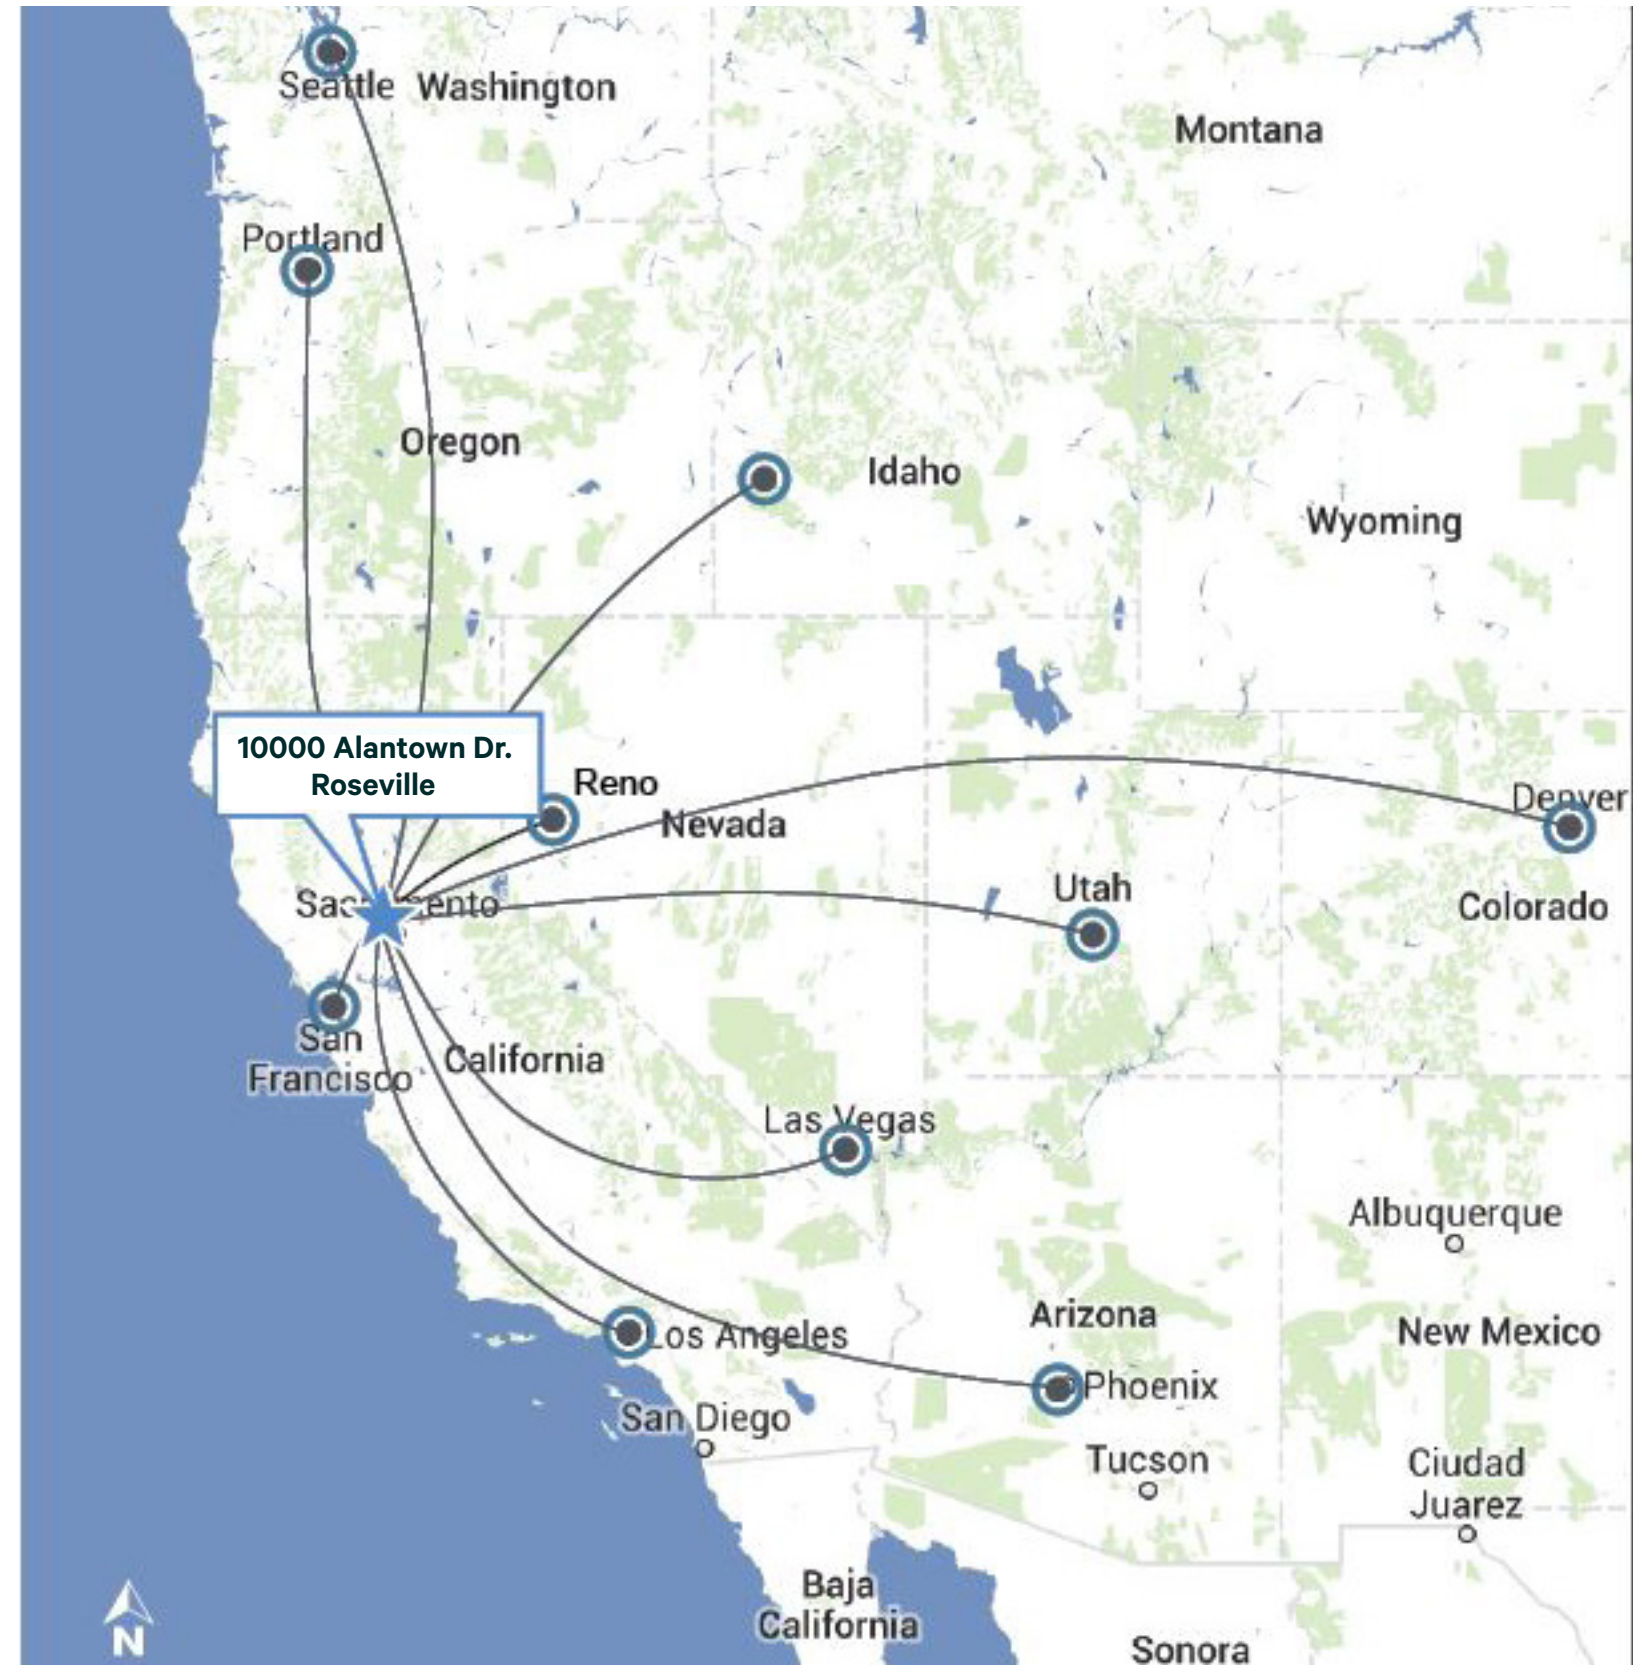 Seattle
Washington
Montana
Portland
Oregon
Idaho
Wyoming
10000 Alantown Dr.
Roseville
Reno
Nevada
Denver
Utah
Colorado
Sacramento
San
Francisco
California
Las Vegas
Albuquerque
Arizona
New Mexico
Los Angeles
Phoenix
San Diego
Tucson
Ciudad
Juarez
Baja
California
Sonora
N